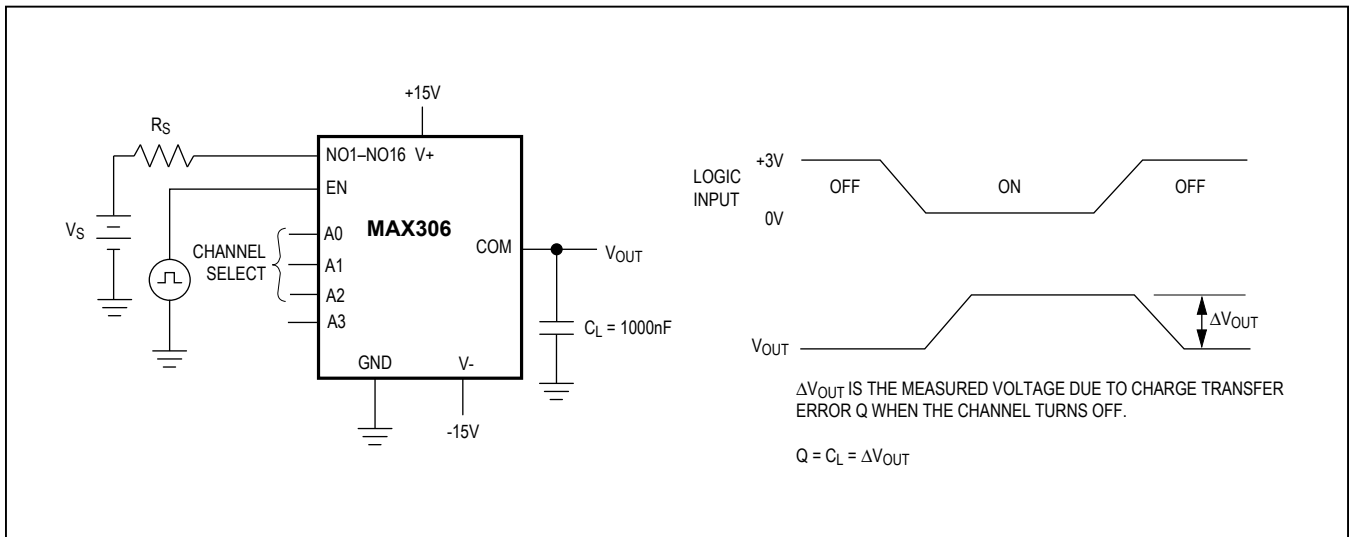 +15V
RS
NO1–NO16 V+
EN
VS
A0
MAX306
CHANNEL
SELECT
A1
A2
A3
COM
VOUT
CL = 1000nF
GND
V-
-15V
LOGIC
INPUT
+3V
0V
OFF
ON
OFF
VOUT
ΔVOUT
ΔVOUT IS THE MEASURED VOLTAGE DUE TO CHARGE TRANSFER
ERROR Q WHEN THE CHANNEL TURNS OFF.
Q = CL = ΔVOUT